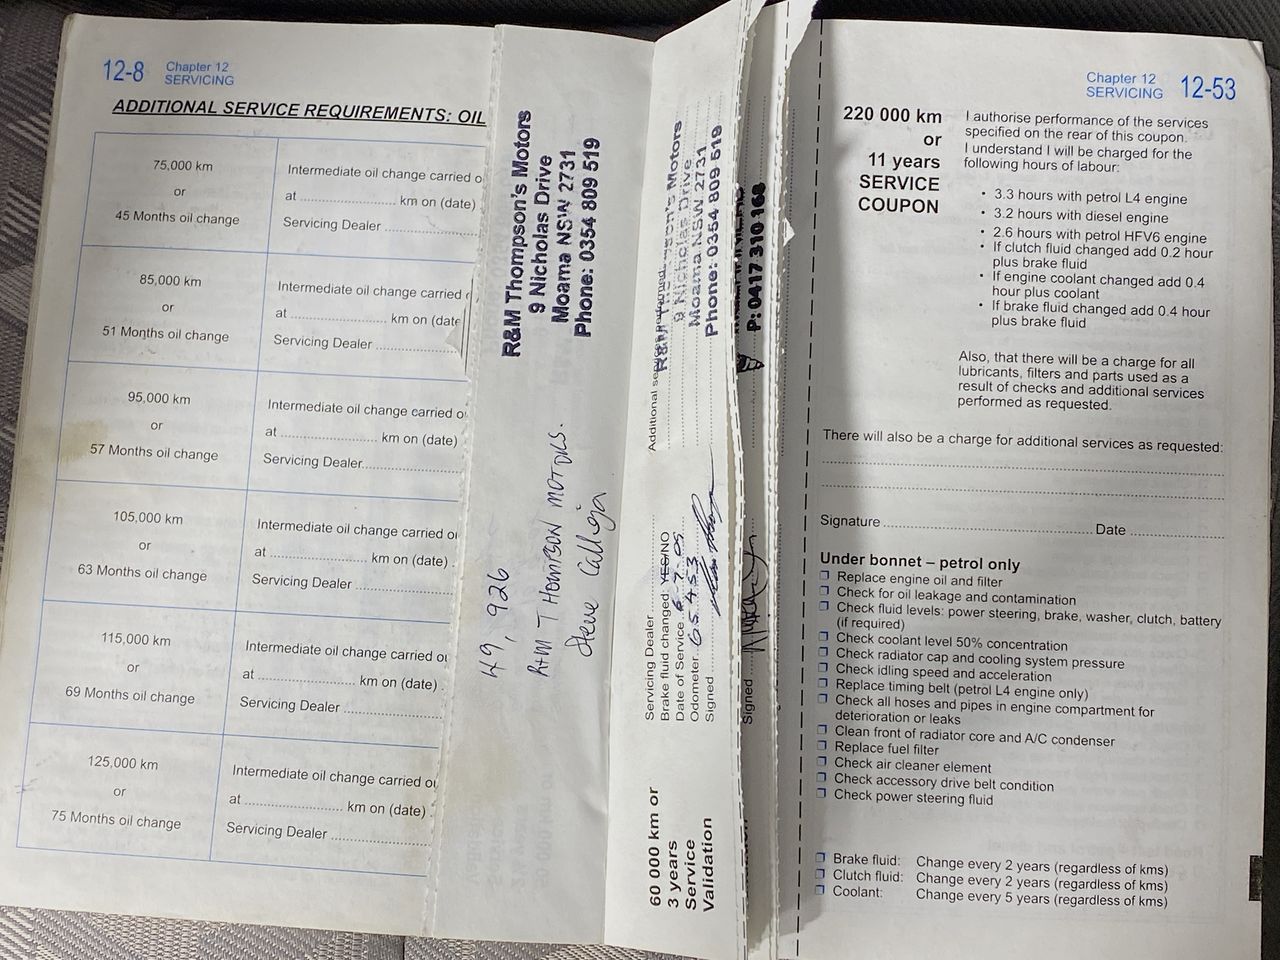 12-8
Chapter 12
SERVICING
ADDITIONAL SERVICE REQUIREMENTS: OIL
75,000 km
or
45 Months oil change
Intermediate oil change carried o
at .............................. km on (date)
Servicing Dealer
85,000 km
or
51 Months oil change
Intermediate oil change carried
at .............................. km on (date
Servicing Dealer
95,000 km
or
57 Months oil change
Intermediate oil change carried o
at .............................. km on (date)
Servicing Dealer
105,000 km
or
63 Months oil change
Intermediate oil change carried o
at .............................. km on (date) .
Servicing Dealer
115,000 km
or
69 Months oil change
Intermediate oil change carried ou
at .............................. km on (date) .
Servicing Dealer
125,000 km
or
75 Months oil change
Intermediate oil change carried ou
at .............................. km on (date) .
Servicing Dealer
R&M Thompson's Motors
9 Nicholas Drive
Moama NSW 2731
Phone: 0354 809 519
49,926
R+M THOMPSON MOTORS.
Steve Calleja
60 000 km or
3 years
Service
Validation
Servicing Dealer
Brake fluid changed: YES/NO
Date of Service 6.7.05
Odometer 65453
Signed
Additional services performed:
R&M Thompson's Motors
9 Nicholas Drive
Moama NSW 2731
Phone: 0354 809 519
Signed
P: 0417 310 168
Chapter 12
SERVICING
12-53
220 000 km
or
11 years
SERVICE
COUPON
I authorise performance of the services
specified on the rear of this coupon.
I understand I will be charged for the
following hours of labour:
• 3.3 hours with petrol L4 engine
• 3.2 hours with diesel engine
• 2.6 hours with petrol HFV6 engine
• If clutch fluid changed add 0.2 hour
plus brake fluid
• If engine coolant changed add 0.4
hour plus coolant
• If brake fluid changed add 0.4 hour
plus brake fluid
Also, that there will be a charge for all
lubricants, filters and parts used as a
result of checks and additional services
performed as requested.
There will also be a charge for additional services as requested:
Signature .............................. Date ..............................
Under bonnet – petrol only
❒ Replace engine oil and filter
❒ Check for oil leakage and contamination
❒ Check fluid levels: power steering, brake, washer, clutch, battery
(if required)
❒ Check coolant level 50% concentration
❒ Check radiator cap and cooling system pressure
❒ Check idling speed and acceleration
❒ Replace timing belt (petrol L4 engine only)
❒ Check all hoses and pipes in engine compartment for
deterioration or leaks
❒ Clean front of radiator core and A/C condenser
❒ Replace fuel filter
❒ Check air cleaner element
❒ Check accessory drive belt condition
❒ Check power steering fluid
❒ Brake fluid: Change every 2 years (regardless of kms)
❒ Clutch fluid: Change every 2 years (regardless of kms)
❒ Coolant: Change every 5 years (regardless of kms)